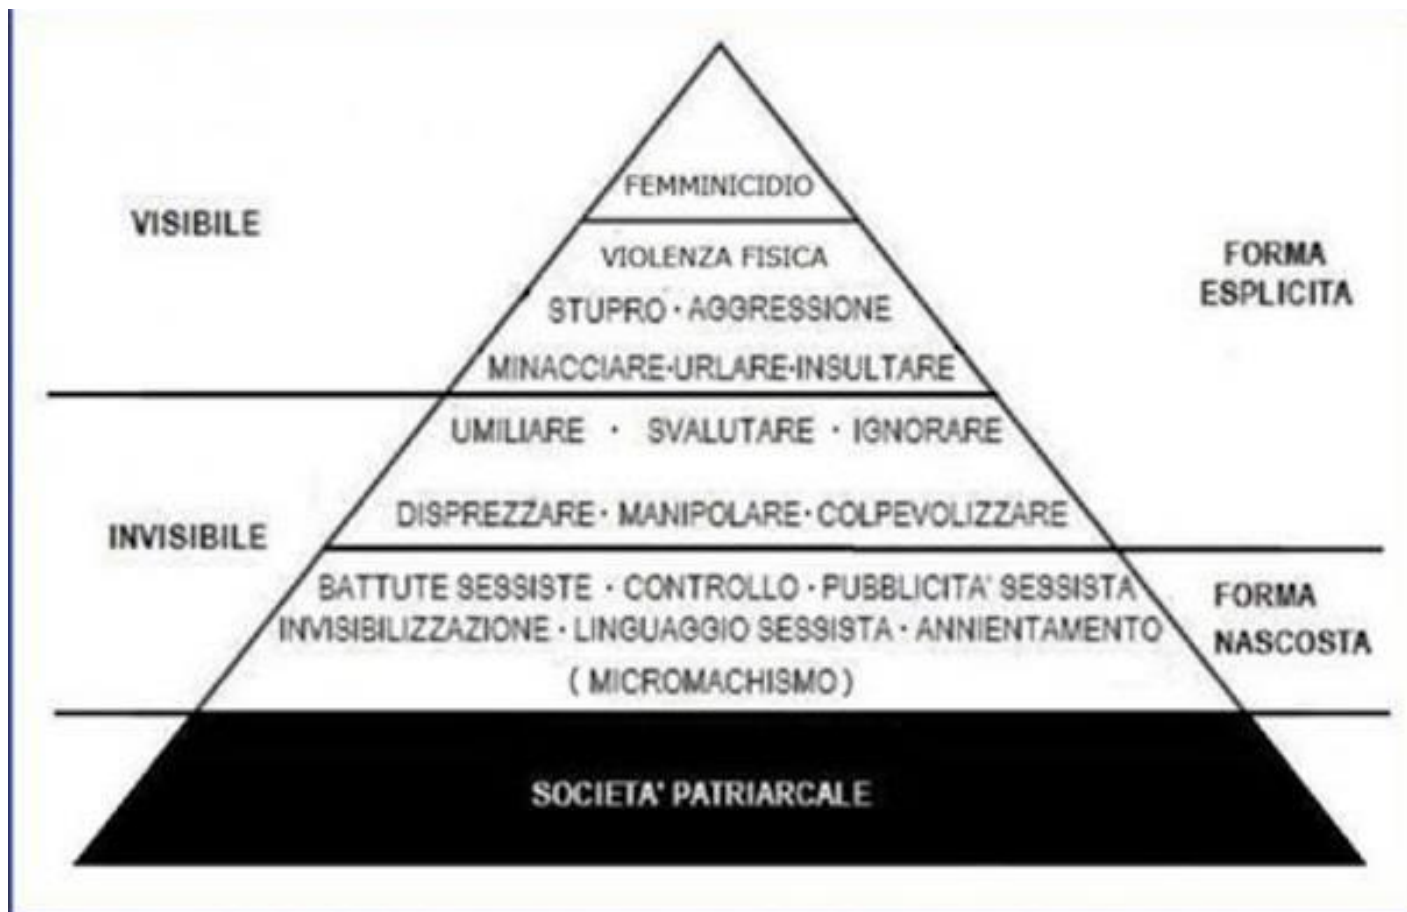 FEMMINICIDIO
VISIBILE
VIOLENZA FISICA
FORMA
ESPLICITA
STUPRO · AGGRESSIONE
MINACCIARE·URLARE·INSULTARE
UMILIARE · SVALUTARE · IGNORARE
DISPREZZARE · MANIPOLARE · COLPEVOLIZZARE
INVISIBILE
BATTUTE SESSISTE · CONTROLLO · PUBBLICITA' SESSISTA
FORMA
NASCOSTA
INVISIBILIZZAZIONE · LINGUAGGIO SESSISTA · ANNIENTAMENTO
( MICROMACHISMO )
SOCIETA' PATRIARCALE